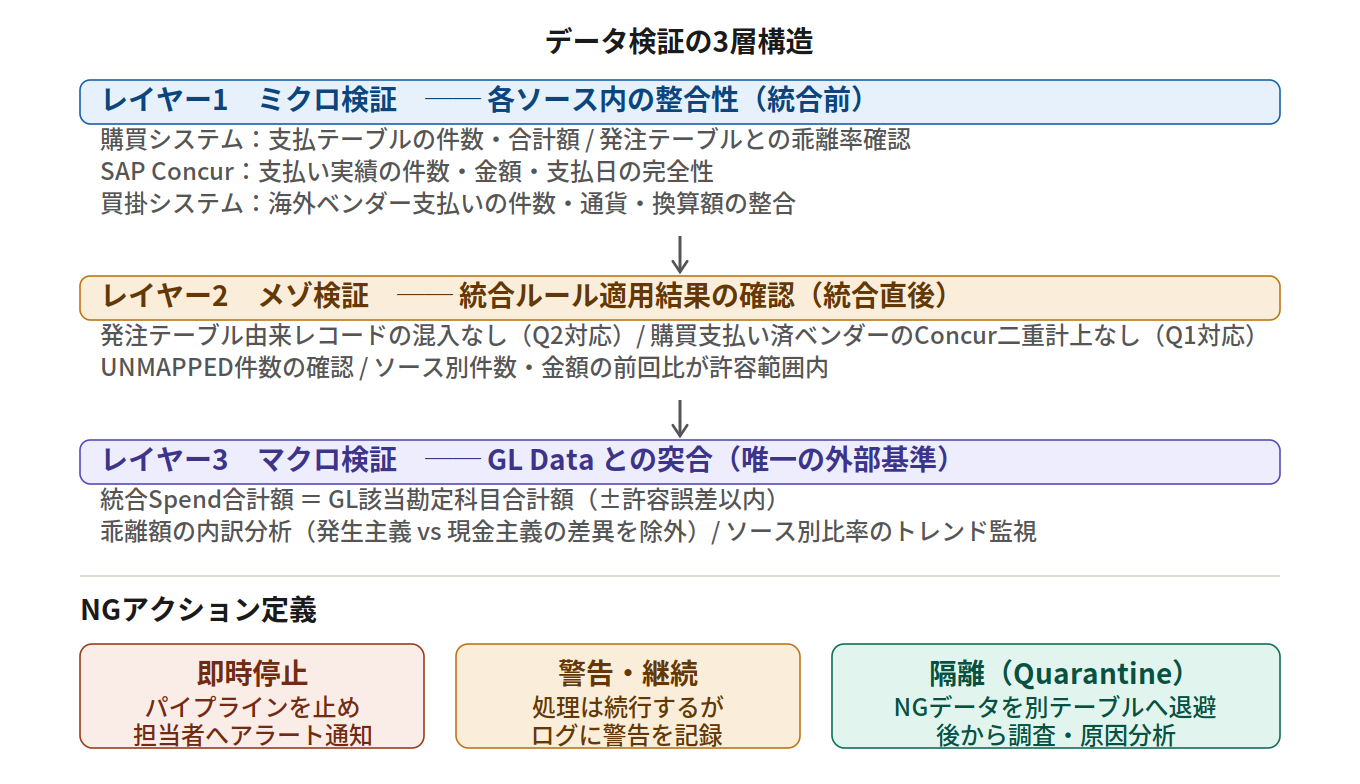 データ検証の3層構造
レイヤー1　ミクロ検証　── 各ソース内の整合性（統合前）
購買システム：支払テーブルの件数・合計額 / 発注テーブルとの乖離率確認
SAP Concur：支払い実績の件数・金額・支払日の完全性
買掛システム：海外ベンダー支払いの件数・通貨・換算額の整合
レイヤー2　メゾ検証　── 統合ルール適用結果の確認（統合直後）
発注テーブル由来レコードの混入なし（Q2対応）/ 購買支払い済ベンダーのConcur二重計上なし（Q1対応）
UNMAPPED件数の確認 / ソース別件数・金額の前回比が許容範囲内
レイヤー3　マクロ検証　── GL Data との突合（唯一の外部基準）
統合Spend合計額 ＝ GL該当勘定科目合計額（±許容誤差以内）
乖離額の内訳分析（発生主義 vs 現金主義の差異を除外）/ ソース別比率のトレンド監視
NGアクション定義
即時停止
パイプラインを止め
担当者へアラート通知
警告・継続
処理は続行するが
ログに警告を記録
隔離（Quarantine）
NGデータを別テーブルへ退避
後から調査・原因分析